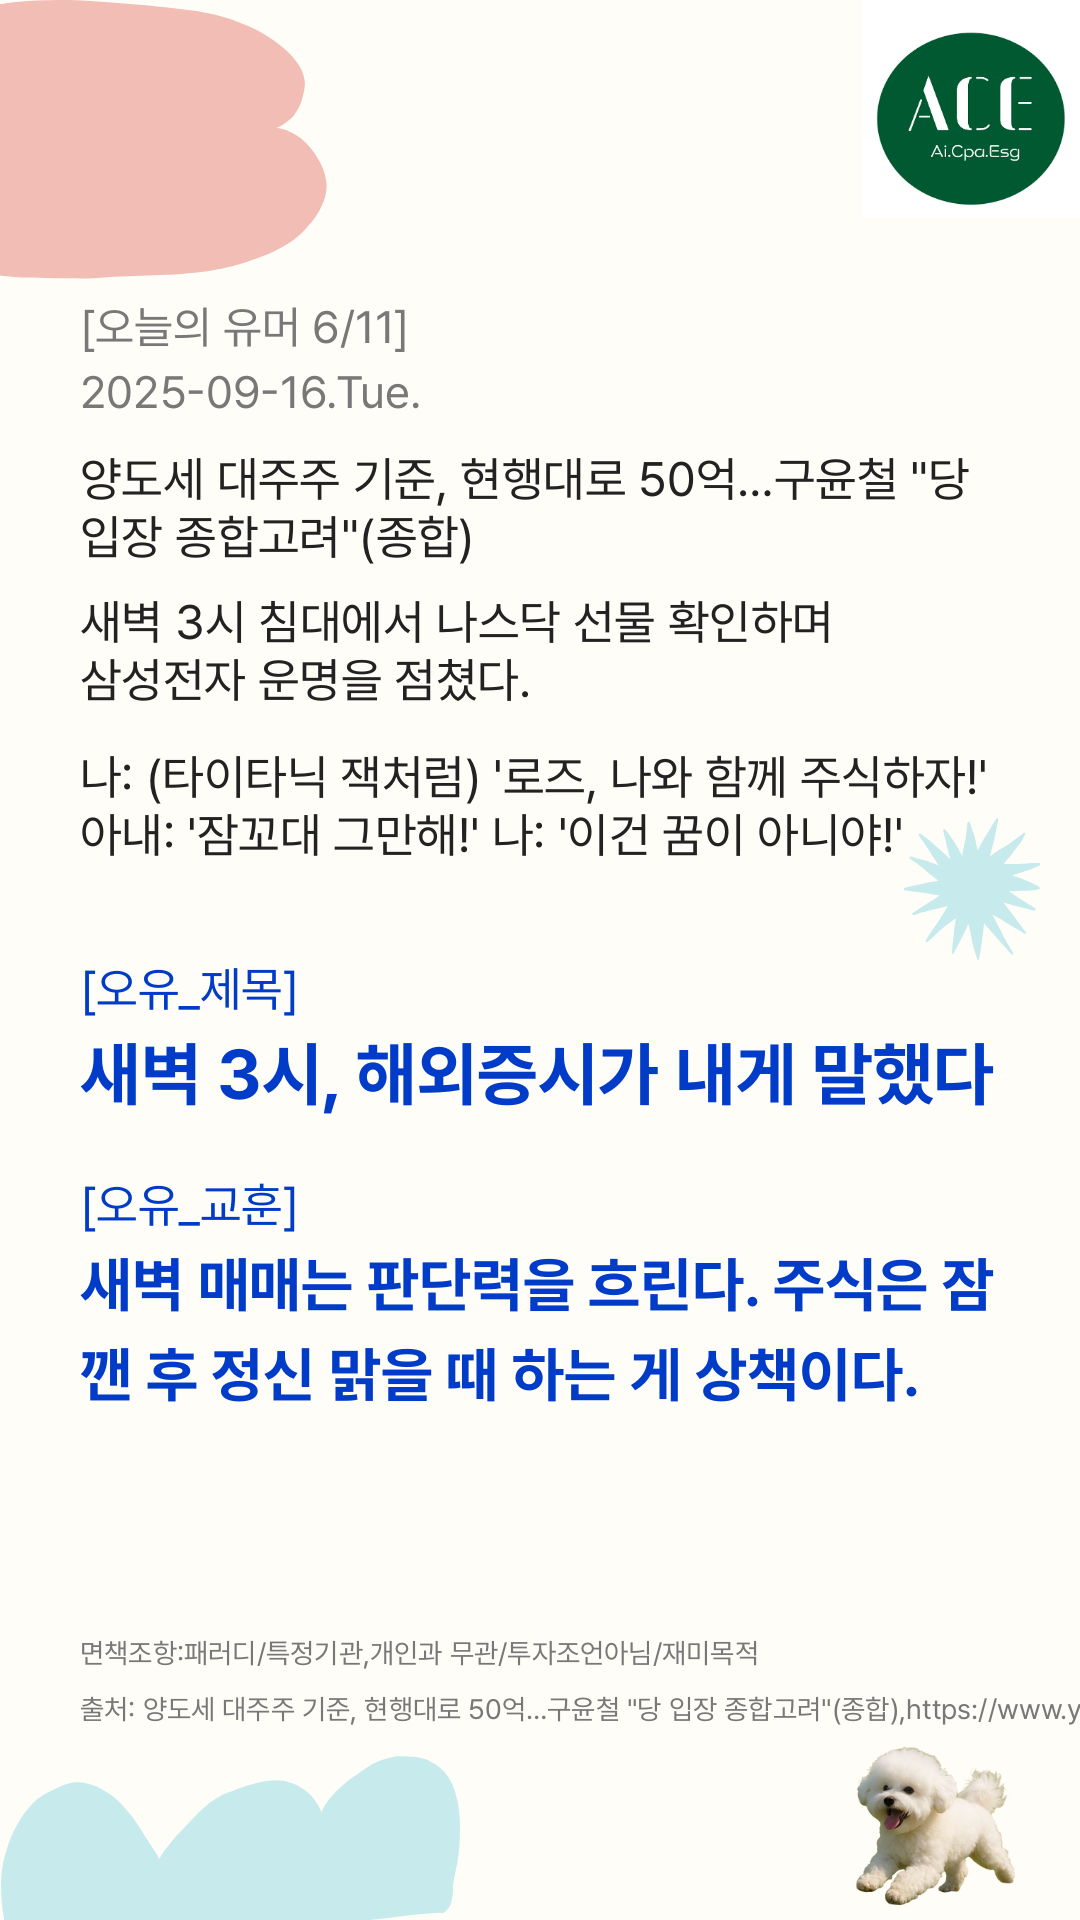 ACE
Ai.Cpa.Esg
[오늘의 유머 6/11]
2025-09-16.Tue.
양도세 대주주 기준, 현행대로 50억...구윤철 "당
입장 종합고려"(종합)
새벽 3시 침대에서 나스닥 선물 확인하며
삼성전자 운명을 점쳤다.
나: (타이타닉 잭처럼) '로즈, 나와 함께 주식하자!'
아내: '잠꼬대 그만해!' 나: '이건 꿈이 아니야!'
[오유_제목]
새벽 3시, 해외증시가 내게 말했다
[오유_교훈]
새벽 매매는 판단력을 흐린다. 주식은 잠
깬 후 정신 맑을 때 하는 게 상책이다.
면책조항:패러디/특정기관,개인과 무관/투자조언아님/재미목적
출처: 양도세 대주주 기준, 현행대로 50억...구윤철 "당 입장 종합고려"(종합),https://www.y